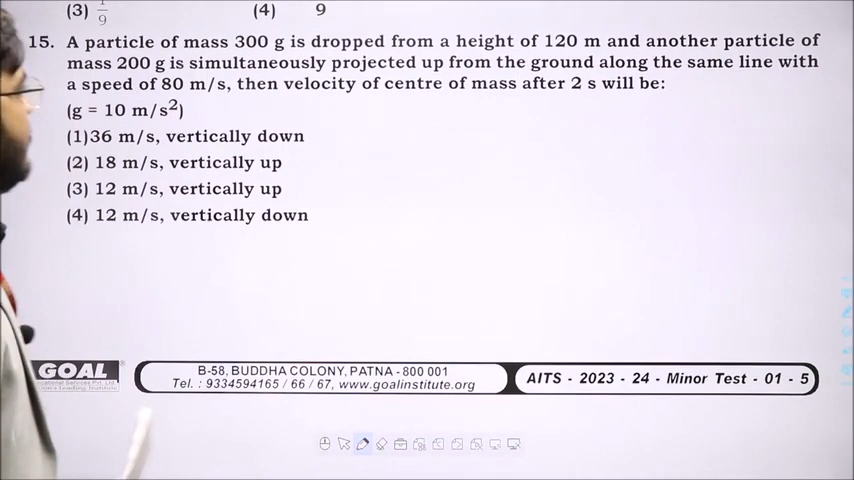 (3) 1/9 (4) 9
15. A particle of mass 300 g is dropped from a height of 120 m and another particle of
mass 200 g is simultaneously projected up from the ground along the same line with
a speed of 80 m/s, then velocity of centre of mass after 2 s will be:
(g = 10 m/s²)
(1)36 m/s, vertically down
(2) 18 m/s, vertically up
(3) 12 m/s, vertically up
(4) 12 m/s, vertically down
GOAL
B-58, BUDDHA COLONY, PATNA - 800 001
Tel. : 9334594165 / 66 / 67, www.goalinstitute.org
AITS - 2023 - 24 - Minor Test - 01 - 5